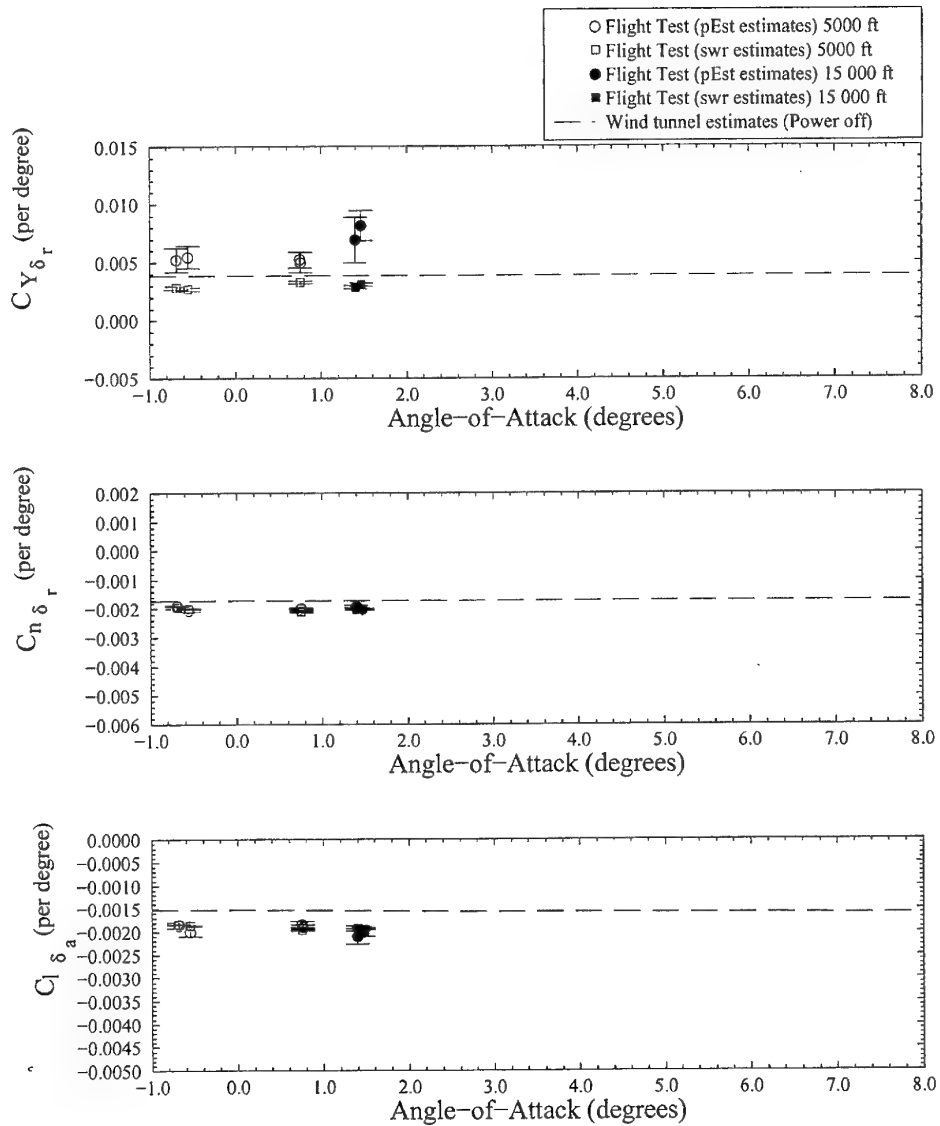 Flight Test (pEst estimates) 5000 ft
Flight Test (swr estimates) 5000 ft
Flight Test (pEst estimates) 15 000 ft
Flight Test (swr estimates) 15 000 ft
Wind tunnel estimates (Power off)
C Y δ r (per degree)
0.015
0.010
0.005
0.000
−0.005
−1.0 0.0 1.0 2.0 3.0 4.0 5.0 6.0 7.0 8.0
Angle−of−Attack (degrees)
C n δ r (per degree)
0.002
0.001
0.000
−0.001
−0.002
−0.003
−0.004
−0.005
−0.006
−1.0 0.0 1.0 2.0 3.0 4.0 5.0 6.0 7.0 8.0
Angle−of−Attack (degrees)
C l δ a (per degree)
0.0000
−0.0005
−0.0010
−0.0015
−0.0020
−0.0025
−0.0030
−0.0035
−0.0040
−0.0045
−0.0050
−1.0 0.0 1.0 2.0 3.0 4.0 5.0 6.0 7.0 8.0
Angle−of−Attack (degrees)